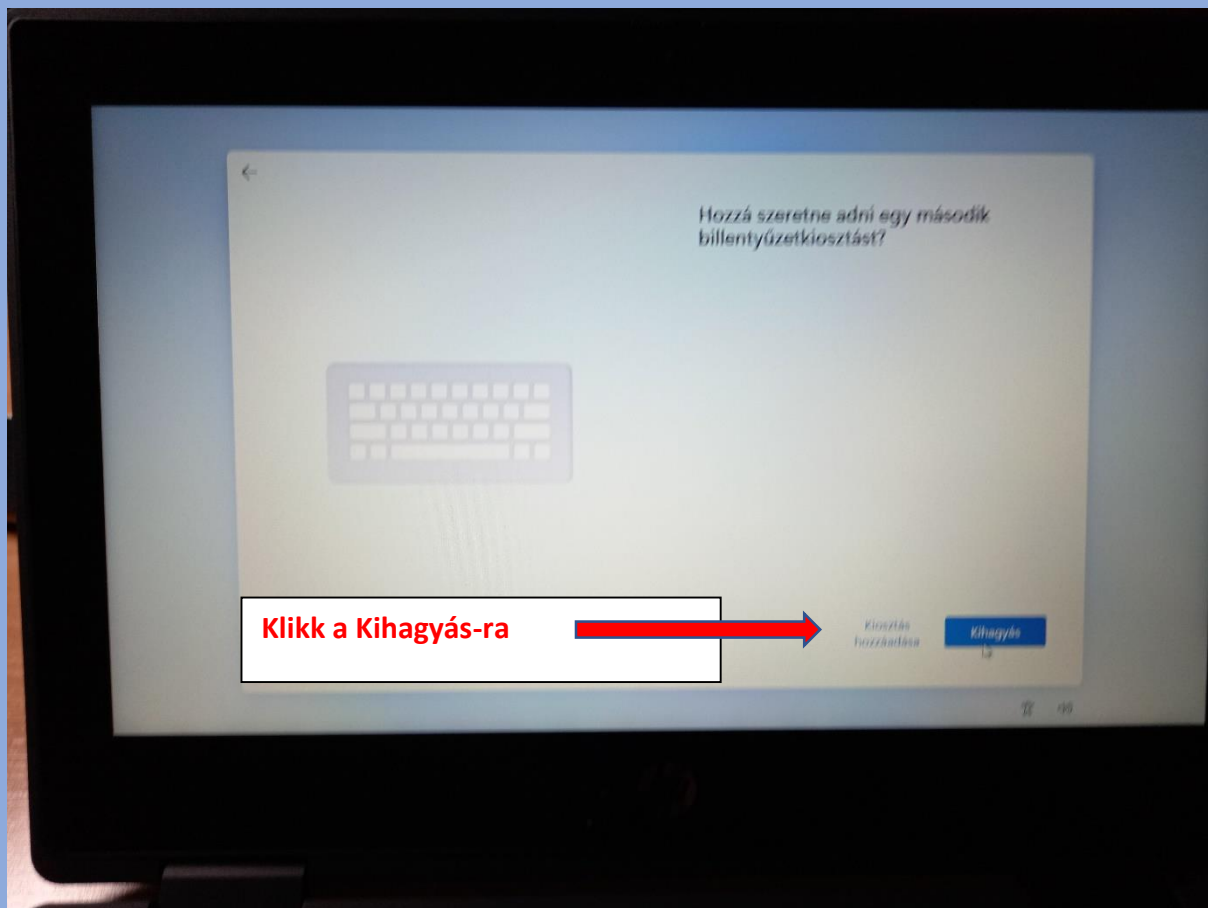 Hozzá szeretne adni egy második
billentyűzetkiosztást?
Klikk a Kihagyás-ra
Kiosztás
hozzáadása
Kihagyás